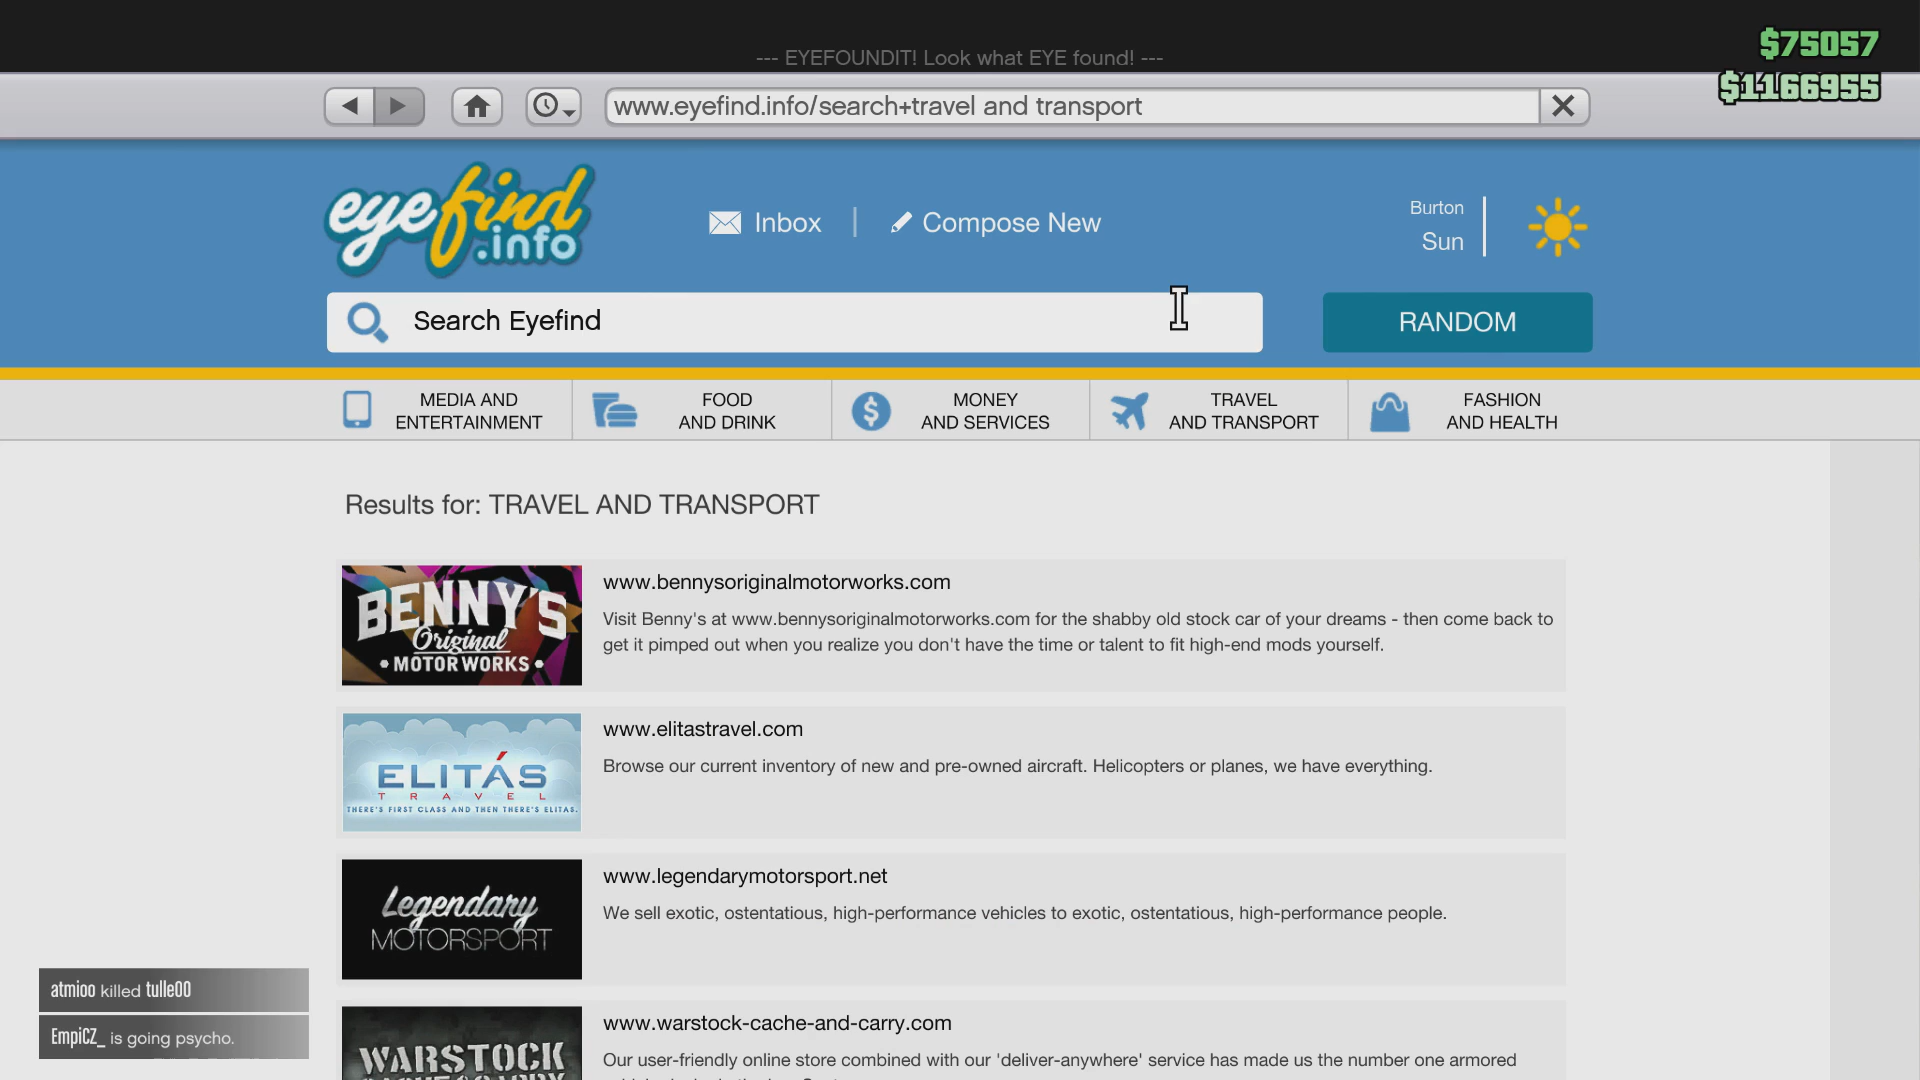 --- EYEFOUNDIT! Look what EYE found! ---
$75057
$1166955
www.eyefind.info/search+travel and transport
eyefind
.info
Inbox
Compose New
Burton
Sun
Search Eyefind
RANDOM
MEDIA AND
ENTERTAINMENT
FOOD
AND DRINK
MONEY
AND SERVICES
TRAVEL
AND TRANSPORT
FASHION
AND HEALTH
Results for: TRAVEL AND TRANSPORT
BENNY'S
Original
MOTOR WORKS
www.bennysoriginalmotorworks.com
Visit Benny's at www.bennysoriginalmotorworks.com for the shabby old stock car of your dreams - then come back to
get it pimped out when you realize you don't have the time or talent to fit high-end mods yourself.
ELITÁS
TRAVEL
THERE'S FIRST CLASS AND THEN THERE'S ELITAS.
www.elitastravel.com
Browse our current inventory of new and pre-owned aircraft. Helicopters or planes, we have everything.
Legendary
MOTORSPORT
www.legendarymotorsport.net
We sell exotic, ostentatious, high-performance vehicles to exotic, ostentatious, high-performance people.
WARSTOCK
www.warstock-cache-and-carry.com
Our user-friendly online store combined with our 'deliver-anywhere' service has made us the number one armored
atmioo killed tulle00
EmpiCZ_ is going psycho.